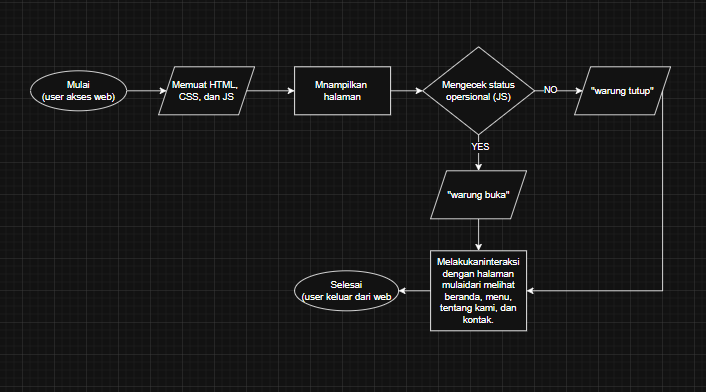 Mulai
(user akses web)
Memuat HTML,
CSS, dan JS
Mnampilkan
halaman
Mengecek status
opersional (JS)
NO
"warung tutup"
YES
"warung buka"
Melakukaninteraksi
dengan halaman
mulaidari melihat
beranda, menu,
tentang kami, dan
kontak.
Selesai
(user keluar dari web